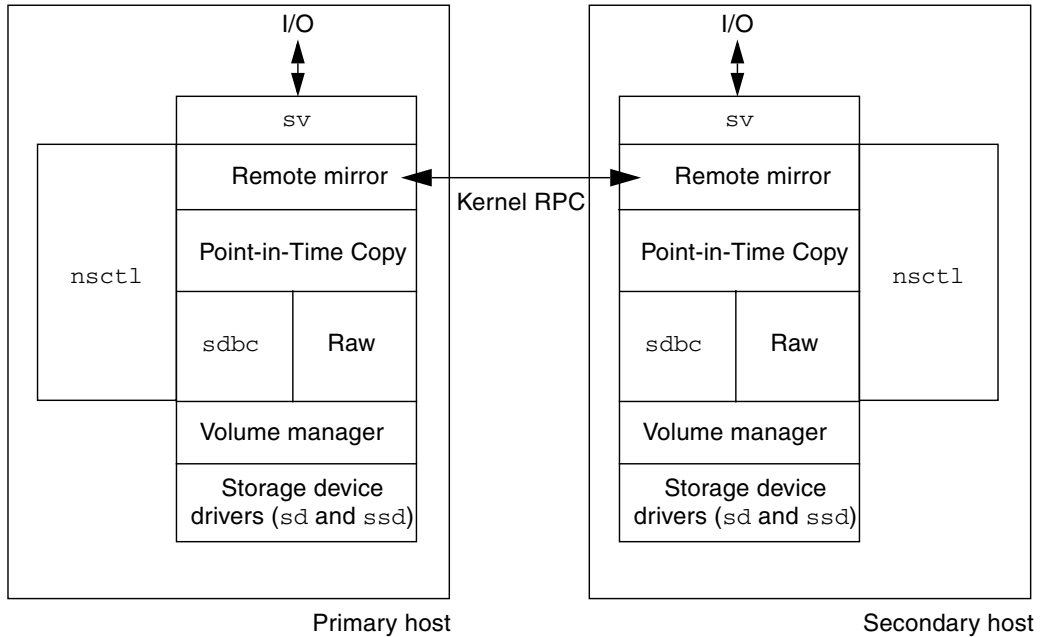 I/O
sv
Remote mirror
Point-in-Time Copy
nsctl
sdbc
Raw
Volume manager
Storage device
drivers (sd and ssd)
Primary host
Kernel RPC
I/O
sv
Remote mirror
Point-in-Time Copy
nsctl
sdbc
Raw
Volume manager
Storage device
drivers (sd and ssd)
Secondary host